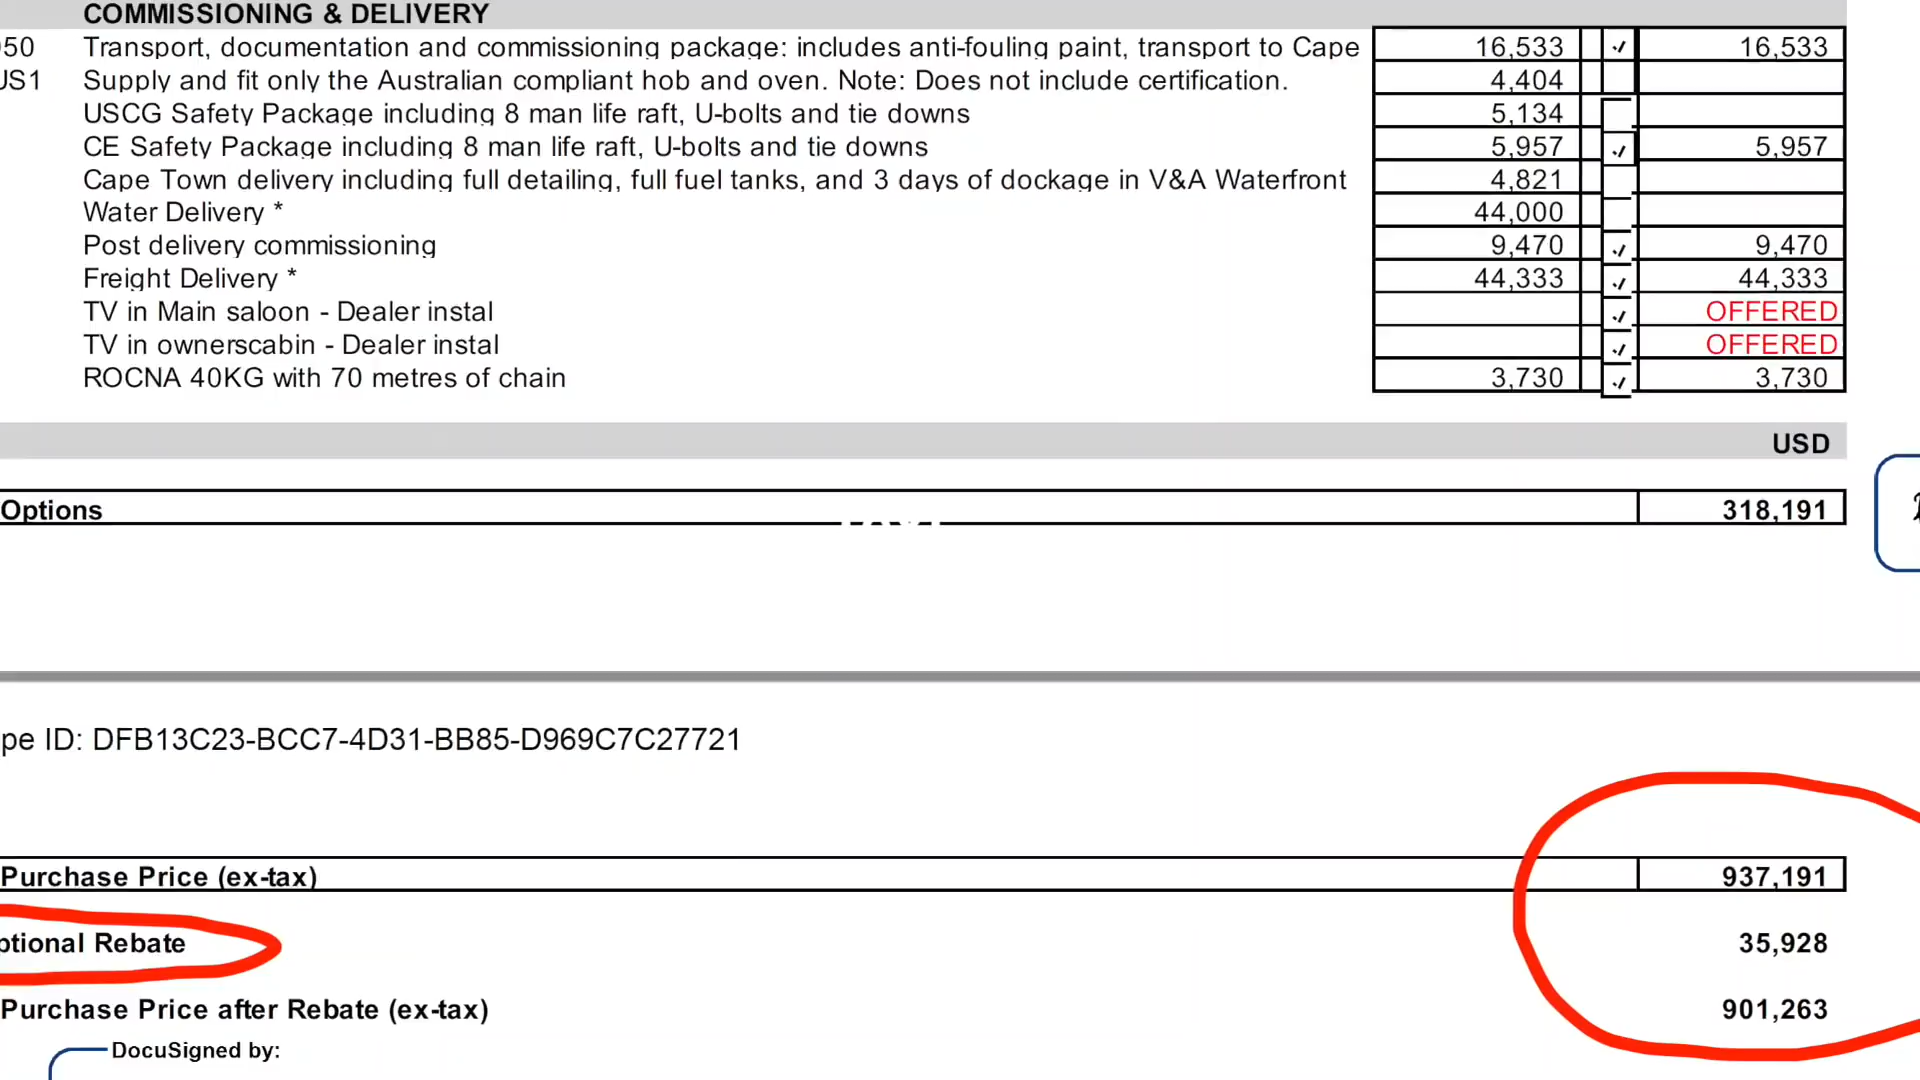 COMMISSIONING & DELIVERY
50 Transport, documentation and commissioning package: includes anti-fouling paint, transport to Cape 16,533 ✓ 16,533
US1 Supply and fit only the Australian compliant hob and oven. Note: Does not include certification. 4,404
USCG Safety Package including 8 man life raft, U-bolts and tie downs 5,134
CE Safety Package including 8 man life raft, U-bolts and tie downs 5,957 ✓ 5,957
Cape Town delivery including full detailing, full fuel tanks, and 3 days of dockage in V&A Waterfront 4,821
Water Delivery * 44,000
Post delivery commissioning 9,470 ✓ 9,470
Freight Delivery * 44,333 ✓ 44,333
TV in Main saloon - Dealer instal ✓ OFFERED
TV in ownerscabin - Dealer instal ✓ OFFERED
ROCNA 40KG with 70 metres of chain 3,730 ✓ 3,730
USD
Options 318,191
pe ID: DFB13C23-BCC7-4D31-BB85-D969C7C27721
Purchase Price (ex-tax) 937,191
ptional Rebate 35,928
Purchase Price after Rebate (ex-tax) 901,263
DocuSigned by: